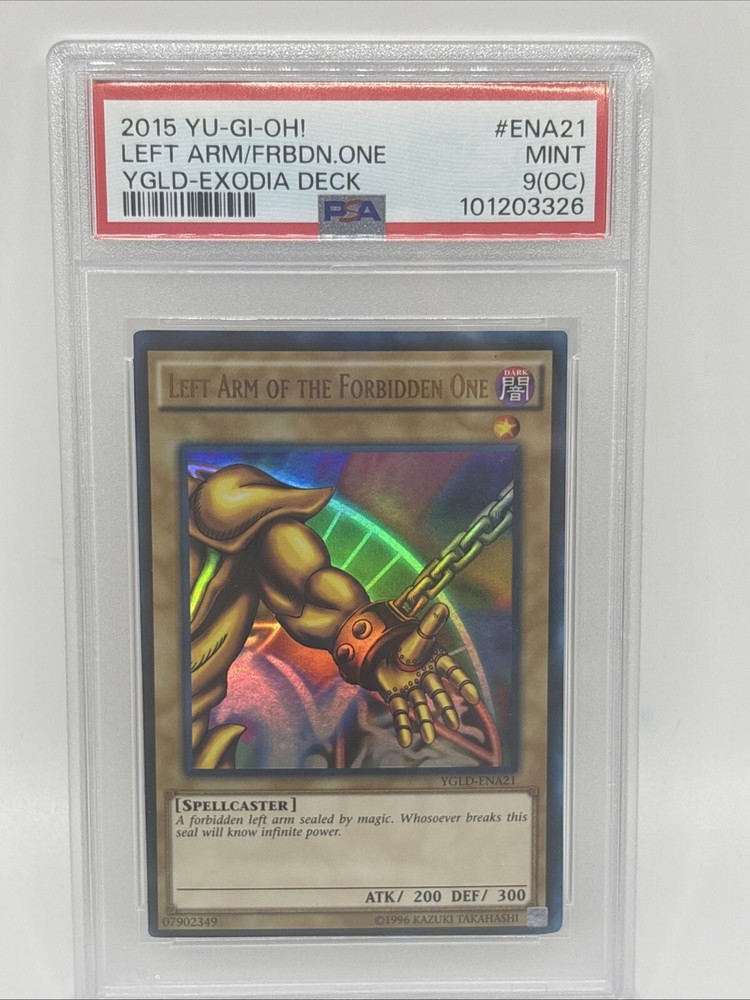 2015 YU-GI-OH! #ENA21
LEFT ARM/FRBDN.ONE MINT
YGLD-EXODIA DECK 9(OC)
PSA 101203326
LEFT ARM OF THE FORBIDDEN ONE
DARK
闇
YGLD-ENA21
[SPELLCASTER]
A forbidden left arm sealed by magic. Whosoever breaks this
seal will know infinite power.
ATK/ 200 DEF/ 300
07902349 ©1996 KAZUKI TAKAHASHI